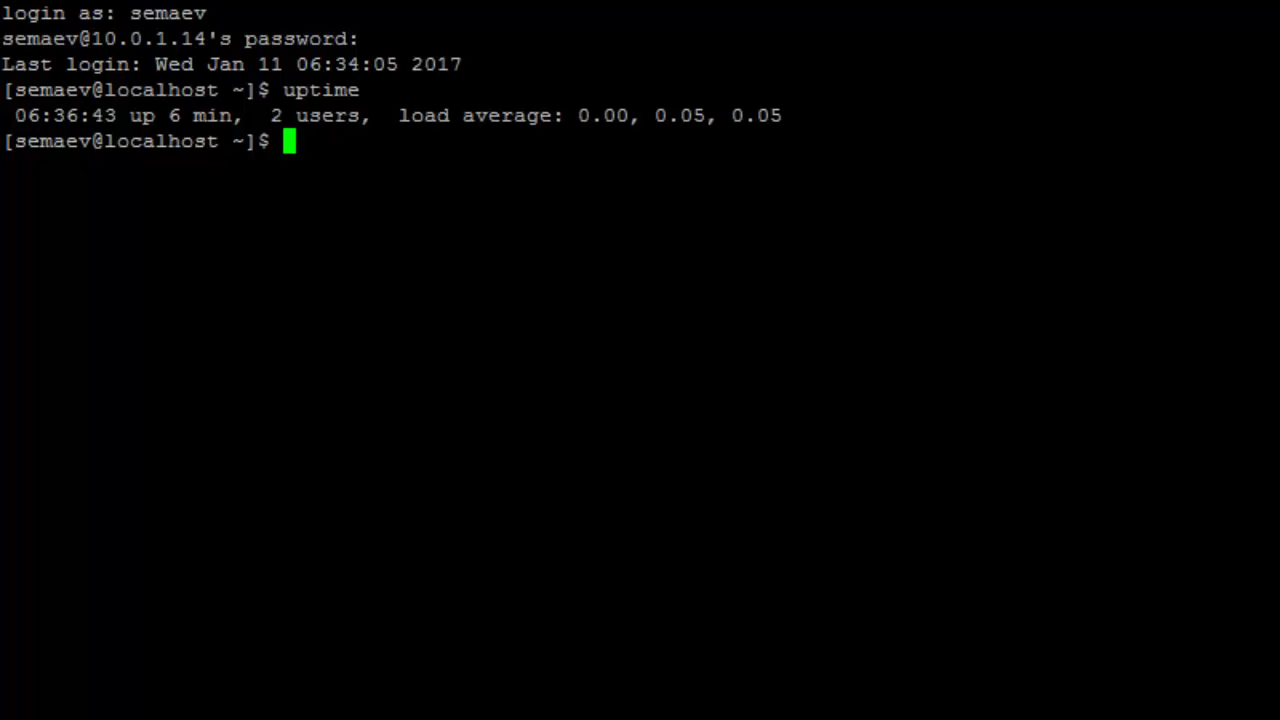 login as: semaev
semaev@10.0.1.14's password:
Last login: Wed Jan 11 06:34:05 2017
[semaev@localhost ~]$ uptime
 06:36:43 up 6 min,  2 users,  load average: 0.00, 0.05, 0.05
[semaev@localhost ~]$